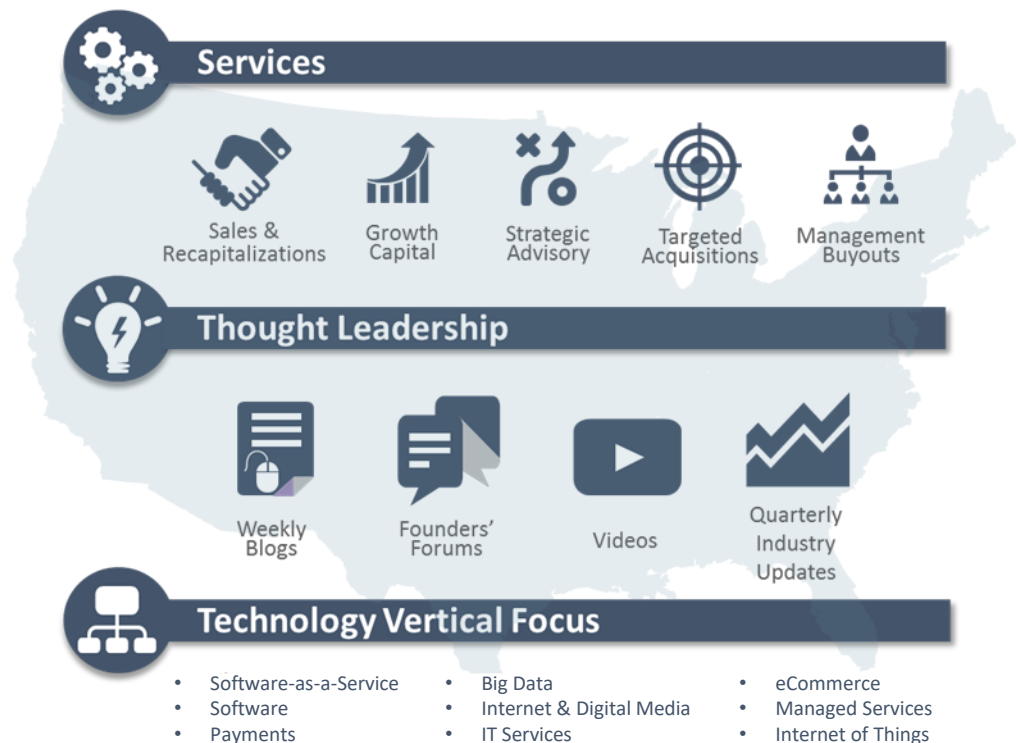 Services
Sales &
Recapitalizations
Growth
Capital
Strategic
Advisory
Targeted
Acquisitions
Management
Buyouts
Thought Leadership
Weekly
Blogs
Founders’
Forums
Videos
Quarterly
Industry
Updates
Technology Vertical Focus
• Software-as-a-Service
• Software
• Payments
• Big Data
• Internet & Digital Media
• IT Services
• eCommerce
• Managed Services
• Internet of Things